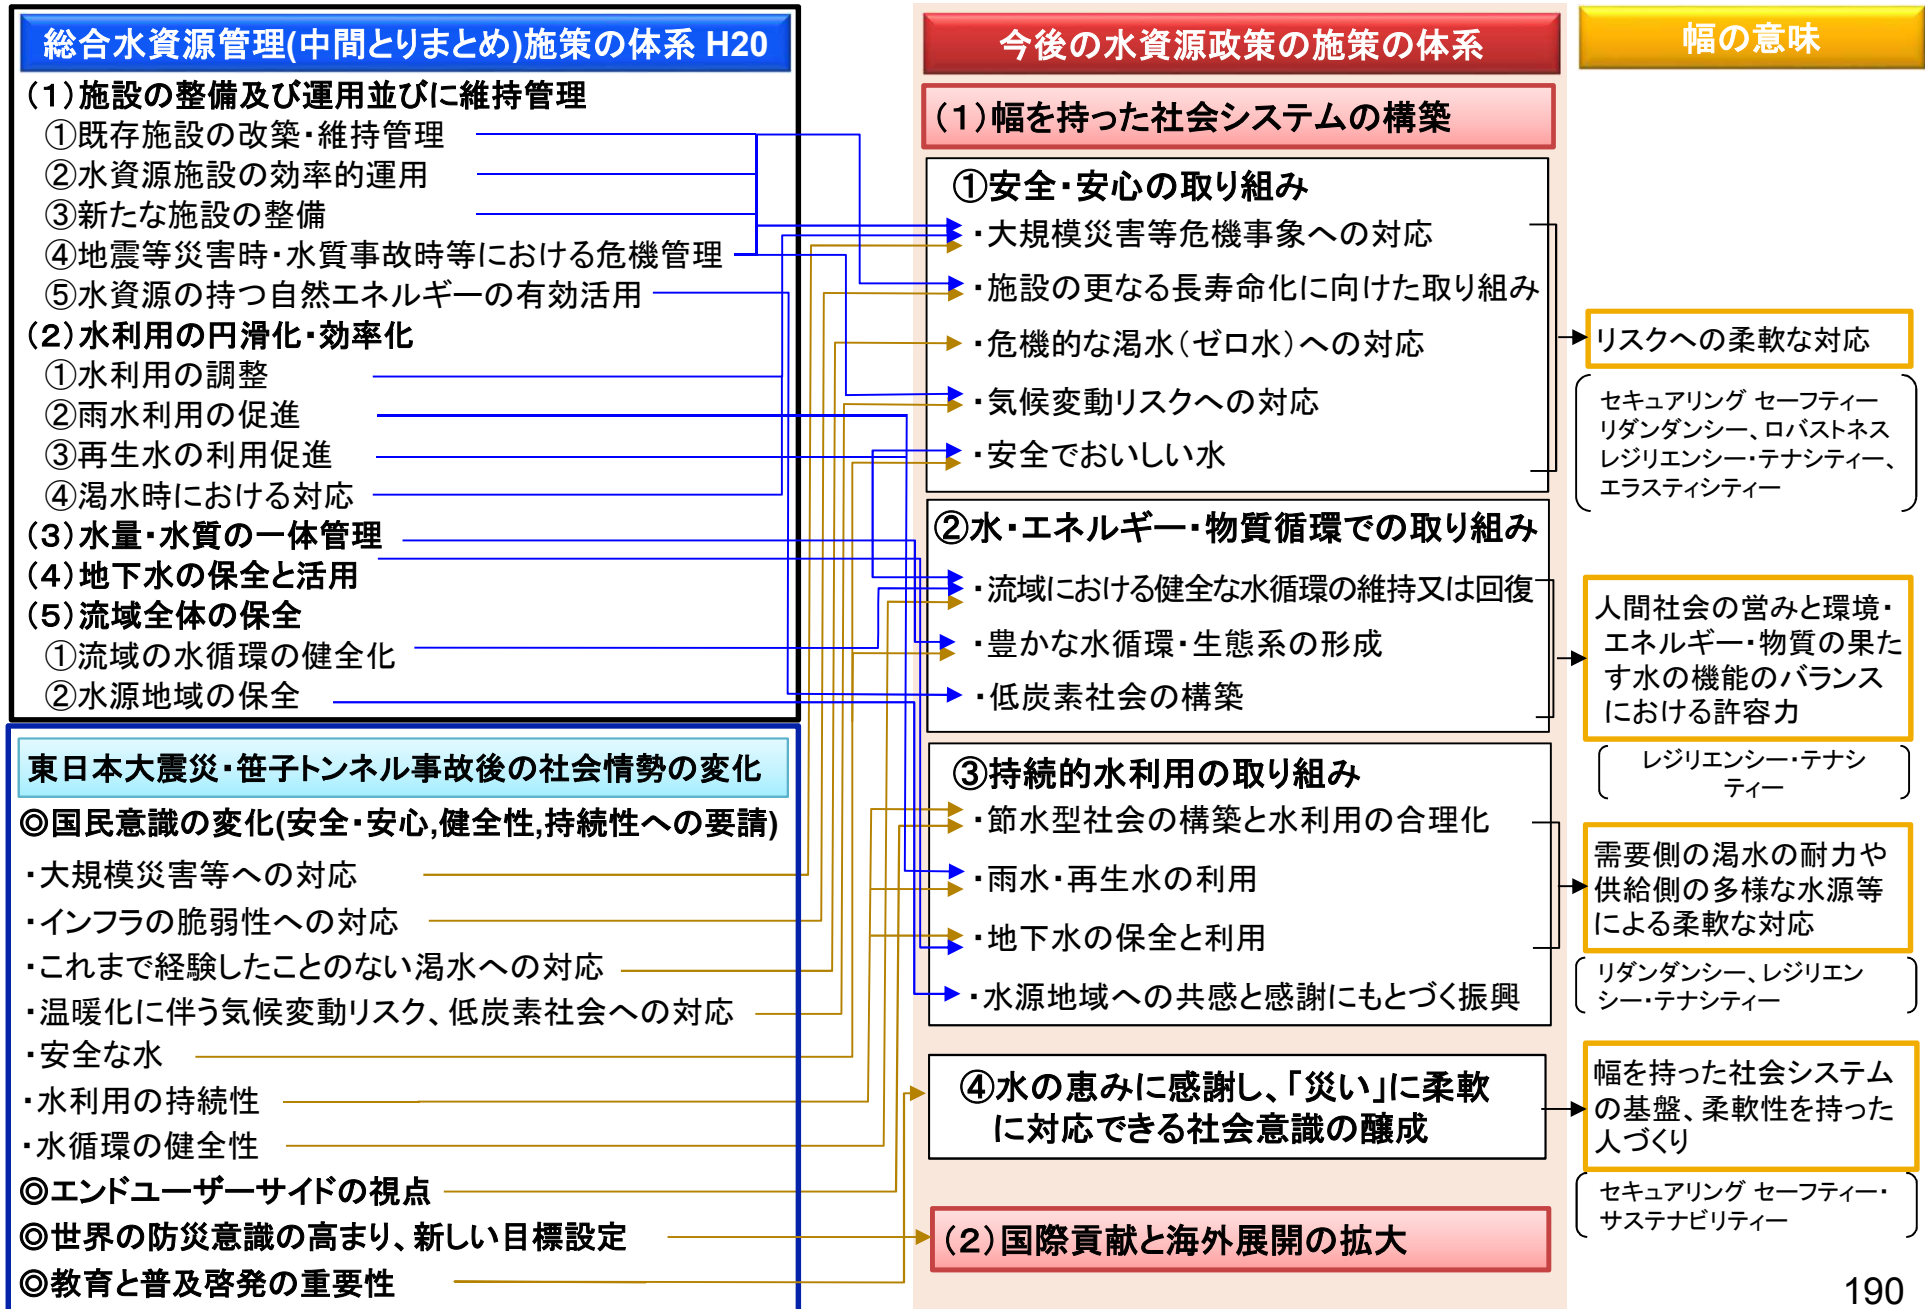 総合水資源管理(中間とりまとめ)施策の体系 H20
(1)施設の整備及び運用並びに維持管理
①既存施設の改築・維持管理
②水資源施設の効率的運用
③新たな施設の整備
④地震等災害時・水質事故時等における危機管理
⑤水資源の持つ自然エネルギーの有効活用
(2)水利用の円滑化・効率化
①水利用の調整
②雨水利用の促進
③再生水の利用促進
④渇水時における対応
(3)水量・水質の一体管理
(4)地下水の保全と活用
(5)流域全体の保全
①流域の水循環の健全化
②水源地域の保全
東日本大震災・笹子トンネル事故後の社会情勢の変化
◎国民意識の変化(安全・安心,健全性,持続性への要請)
・大規模災害等への対応
・インフラの脆弱性への対応
・これまで経験したことのない渇水への対応
・温暖化に伴う気候変動リスク、低炭素社会への対応
・安全な水
・水利用の持続性
・水循環の健全性
◎エンドユーザーサイドの視点
◎世界の防災意識の高まり、新しい目標設定
◎教育と普及啓発の重要性
今後の水資源政策の施策の体系
(1)幅を持った社会システムの構築
①安全・安心の取り組み
・大規模災害等危機事象への対応
・施設の更なる長寿命化に向けた取り組み
・危機的な渇水(ゼロ水)への対応
・気候変動リスクへの対応
・安全でおいしい水
②水・エネルギー・物質循環での取り組み
・流域における健全な水循環の維持又は回復
・豊かな水循環・生態系の形成
・低炭素社会の構築
③持続的水利用の取り組み
・節水型社会の構築と水利用の合理化
・雨水・再生水の利用
・地下水の保全と利用
・水源地域への共感と感謝にもとづく振興
④水の恵みに感謝し、「災い」に柔軟
に対応できる社会意識の醸成
(2)国際貢献と海外展開の拡大
幅の意味
リスクへの柔軟な対応
セキュアリング セーフティー
リダンダンシー、ロバストネス
レジリエンシー・テナシティー、
エラスティシティー
人間社会の営みと環境・
エネルギー・物質の果た
す水の機能のバランス
における許容力
レジリエンシー・テナシ
ティー
需要側の渇水の耐力や
供給側の多様な水源等
による柔軟な対応
リダンダンシー、レジリエン
シー・テナシティー
幅を持った社会システム
の基盤、柔軟性を持った
人づくり
セキュアリング セーフティー・
サステナビリティー
190